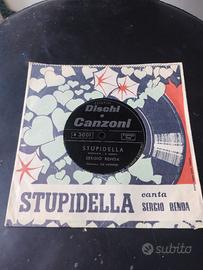 Dischi
Canzoni
STUPIDELLA
SERGIO RENDA
STUPIDELLA
canta
SERGIO RENDA
subito